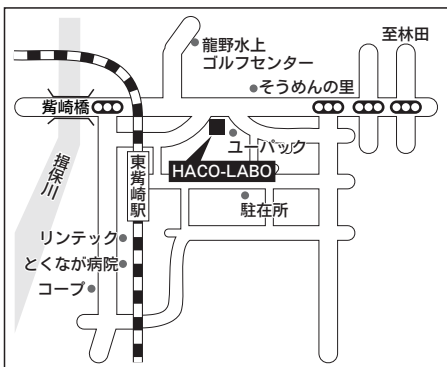 至林田
龍野水上
ゴルフセンター
そうめんの里
觜崎橋
ユーパック
HACO-LABO
揖保川
東觜崎駅
駐在所
リンテック
とくなが病院
コープ